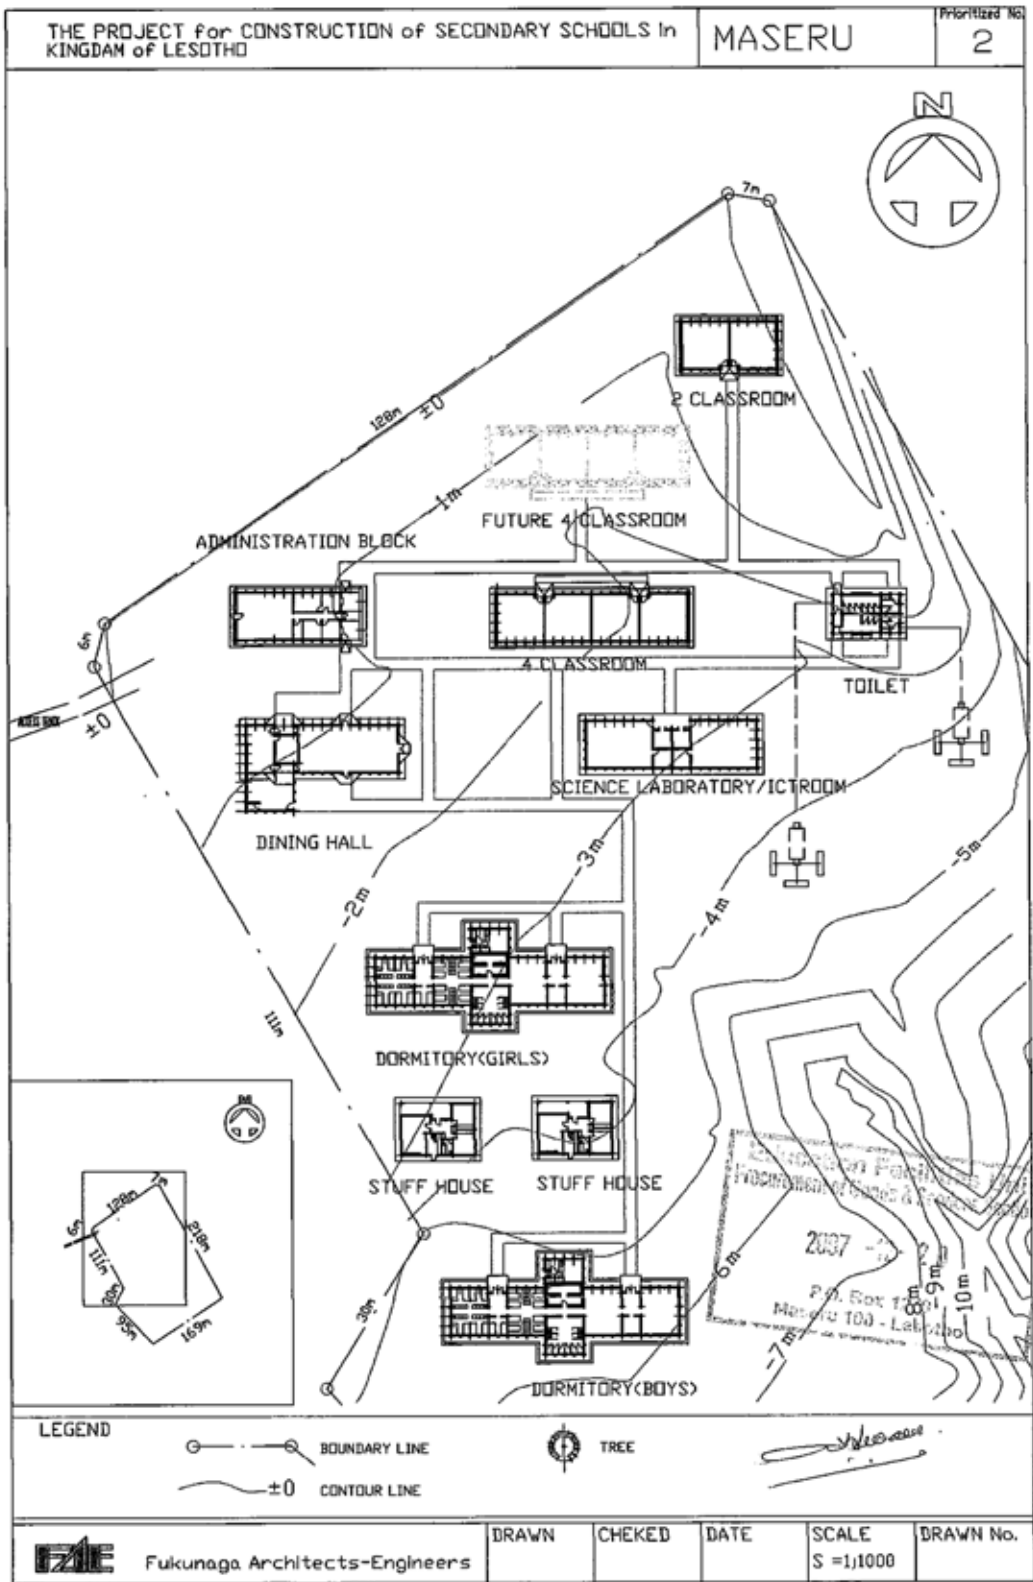 THE PROJECT for CONSTRUCTION of SECONDARY SCHOOLS in
KINGDAM of LESOTHO
MASERU
Prioritized No.
2
N
7m
2 CLASSROOM
128m
±0
-1m
FUTURE 4 CLASSROOM
ADMINISTRATION BLOCK
6m
4 CLASSROOM
TOILET
±0
SCIENCE LABORATORY/ICTROOM
DINING HALL
-2m
-3m
-4m
-5m
111m
DORMITORY(GIRLS)
STUFF HOUSE
STUFF HOUSE
7m
128m
6m
218m
111m
30m
95m
169m
30m
6m
-7m
8m
9m
10m
2007
P.O. Box
Maseru 100 - Lesotho
DORMITORY(BOYS)
LEGEND
BOUNDARY LINE
TREE
±0 CONTOUR LINE
Fukunaga Architects-Engineers
DRAWN
CHEKED
DATE
SCALE
S =1;1000
DRAWN No.